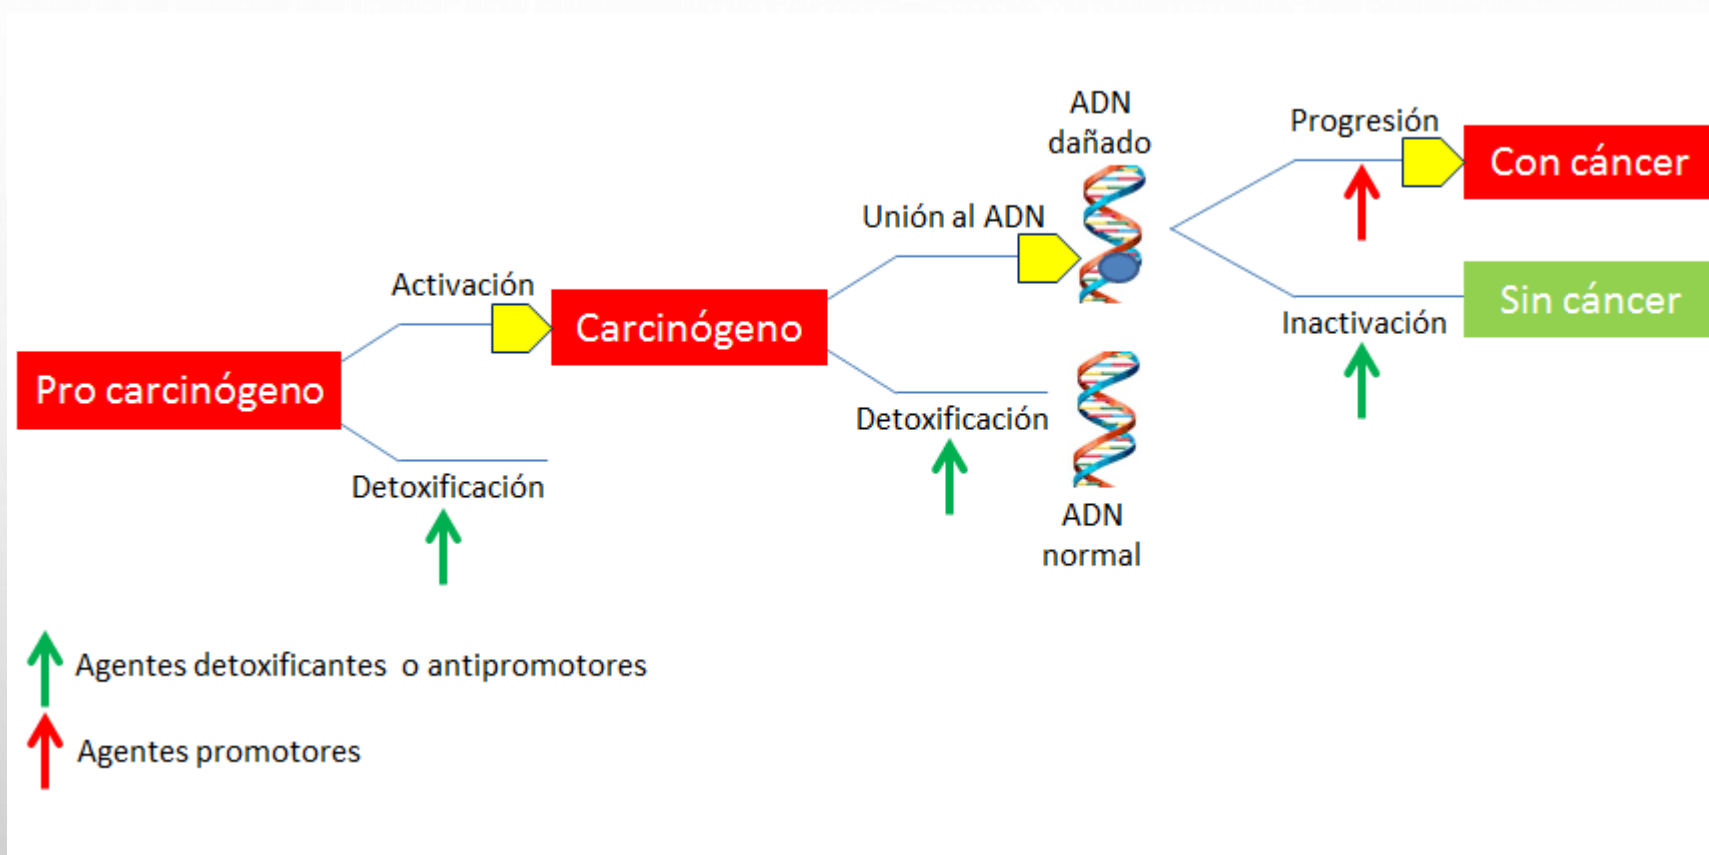 ADN
dañado
Progresión
Con cáncer
Unión al ADN
Activación
Sin cáncer
Carcinógeno
Inactivación
Pro carcinógeno
Detoxificación
Detoxificación
ADN
normal
Agentes detoxificantes o antipromotores
Agentes promotores